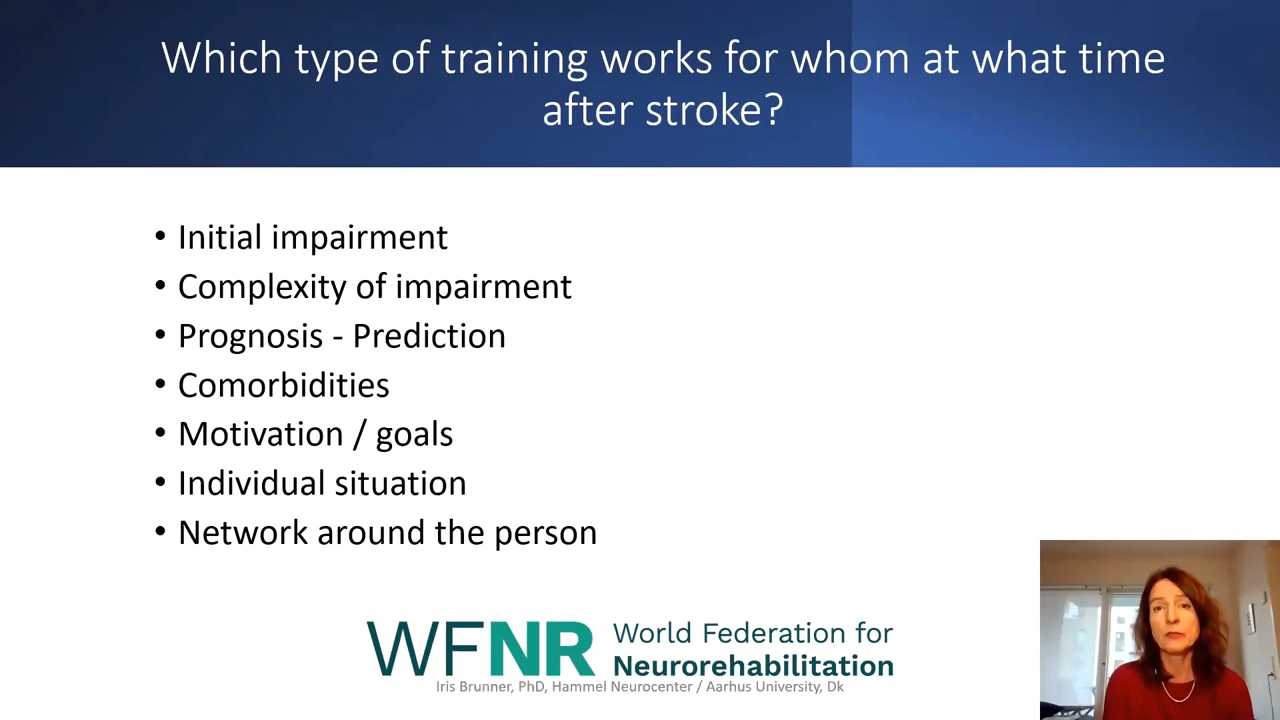 Which type of training works for whom at what time
after stroke?
• Initial impairment
• Complexity of impairment
• Prognosis - Prediction
• Comorbidities
• Motivation / goals
• Individual situation
• Network around the person
WFNR World Federation for
Neurorehabilitation
Iris Brunner, PhD, Hammel Neurocenter / Aarhus University, Dk